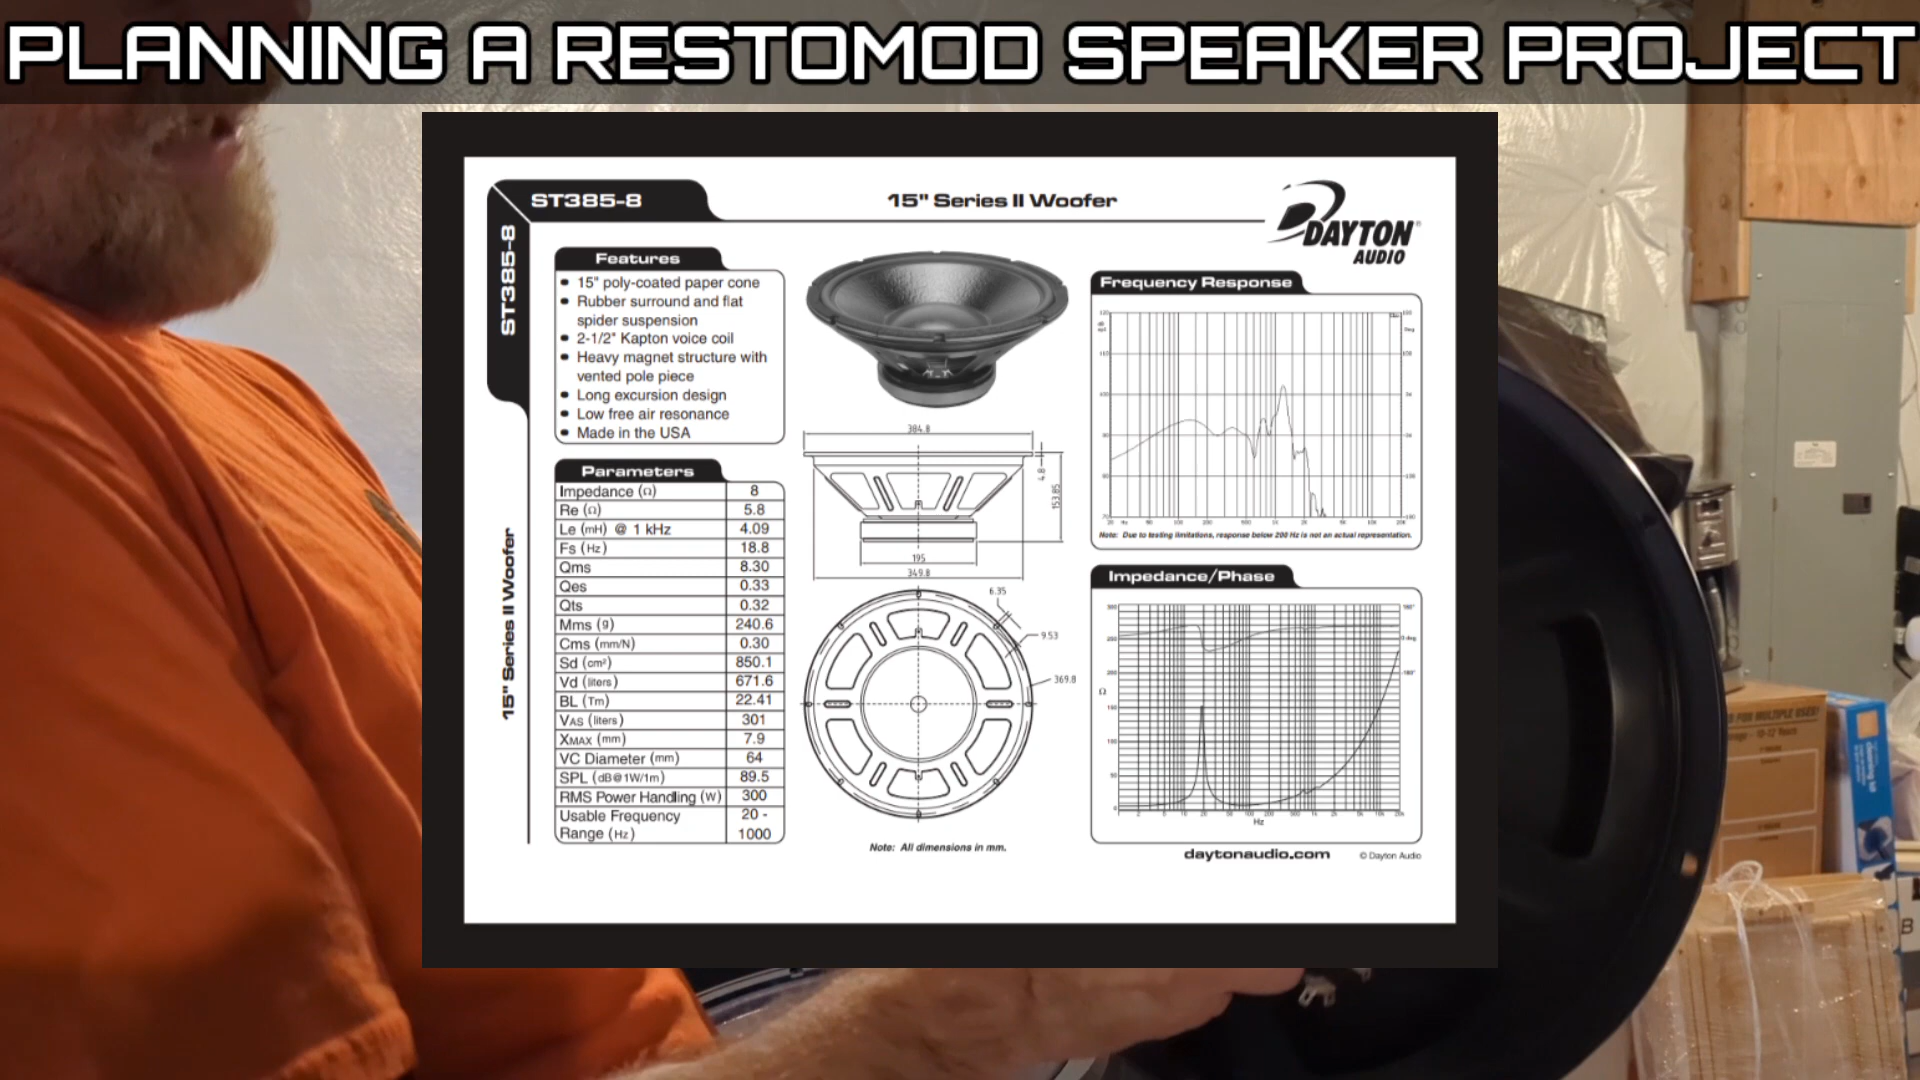 PLANNING A RESTOMOD SPEAKER PROJECT
ST385-8
15" Series II Woofer
DAYTON
AUDIO
ST385-8
15" Series II Woofer
Features
• 15" poly-coated paper cone
• Rubber surround and flat
spider suspension
• 2-1/2" Kapton voice coil
• Heavy magnet structure with
vented pole piece
• Long excursion design
• Low free air resonance
• Made in the USA
Parameters
Impedance (Ω) 8
Re (Ω) 5.8
Le (mH) @ 1 kHz 4.09
Fs (Hz) 18.8
Qms 8.30
Qes 0.33
Qts 0.32
Mms (g) 240.6
Cms (mm/N) 0.30
Sd (cm²) 850.1
Vd (liters) 671.6
BL (Tm) 22.41
VAS (liters) 301
XMAX (mm) 7.9
VC Diameter (mm) 64
SPL (dB@1W/1m) 89.5
RMS Power Handling (W) 300
Usable Frequency 20 -
Range (Hz) 1000
384.8
4.8
153.85
195
349.8
6.35
9.53
369.8
Note: All dimensions in mm.
Frequency Response
Note: Due to testing limitations, response below 200 Hz is not an actual representation.
Impedance/Phase
Ω
Hz
daytonaudio.com
© Dayton Audio
FOR MULTIPLE USES!
B